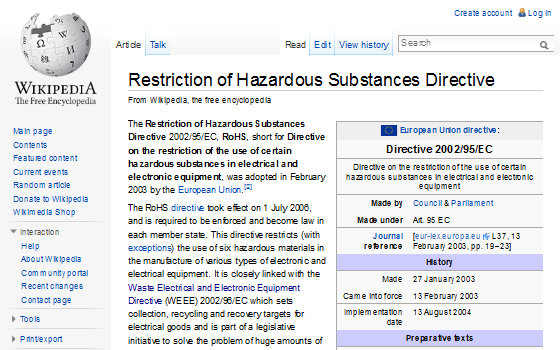 Create account Log in
WIKIPEDIA
The Free Encyclopedia
Main page
Contents
Featured content
Current events
Random article
Donate to Wikipedia
Wikimedia Shop
Interaction
Help
About Wikipedia
Community portal
Recent changes
Contact page
Tools
Print/export
Article Talk Read Edit View history Search
Restriction of Hazardous Substances Directive
From Wikipedia, the free encyclopedia
The Restriction of Hazardous Substances
Directive 2002/95/EC, RoHS, short for Directive
on the restriction of the use of certain
hazardous substances in electrical and
electronic equipment, was adopted in February
2003 by the European Union.[2]
The RoHS directive took effect on 1 July 2006,
and is required to be enforced and become law in
each member state. This directive restricts (with
exceptions) the use of six hazardous materials in
the manufacture of various types of electronic and
electrical equipment. It is closely linked with the
Waste Electrical and Electronic Equipment
Directive (WEEE) 2002/96/EC which sets
collection, recycling and recovery targets for
electrical goods and is part of a legislative
initiative to solve the problem of huge amounts of
European Union directive:
Directive 2002/95/EC
Directive on the restriction of the use of certain
hazardous substances in electrical and electronic
equipment
Made by Council & Parliament
Made under Art. 95 EC
Journal [eur-lex.europa.eu L37, 13
reference February 2003, pp. 19–23]
History
Made 27 January 2003
Came into force 13 February 2003
Implementation 13 August 2004
date
Preparative texts